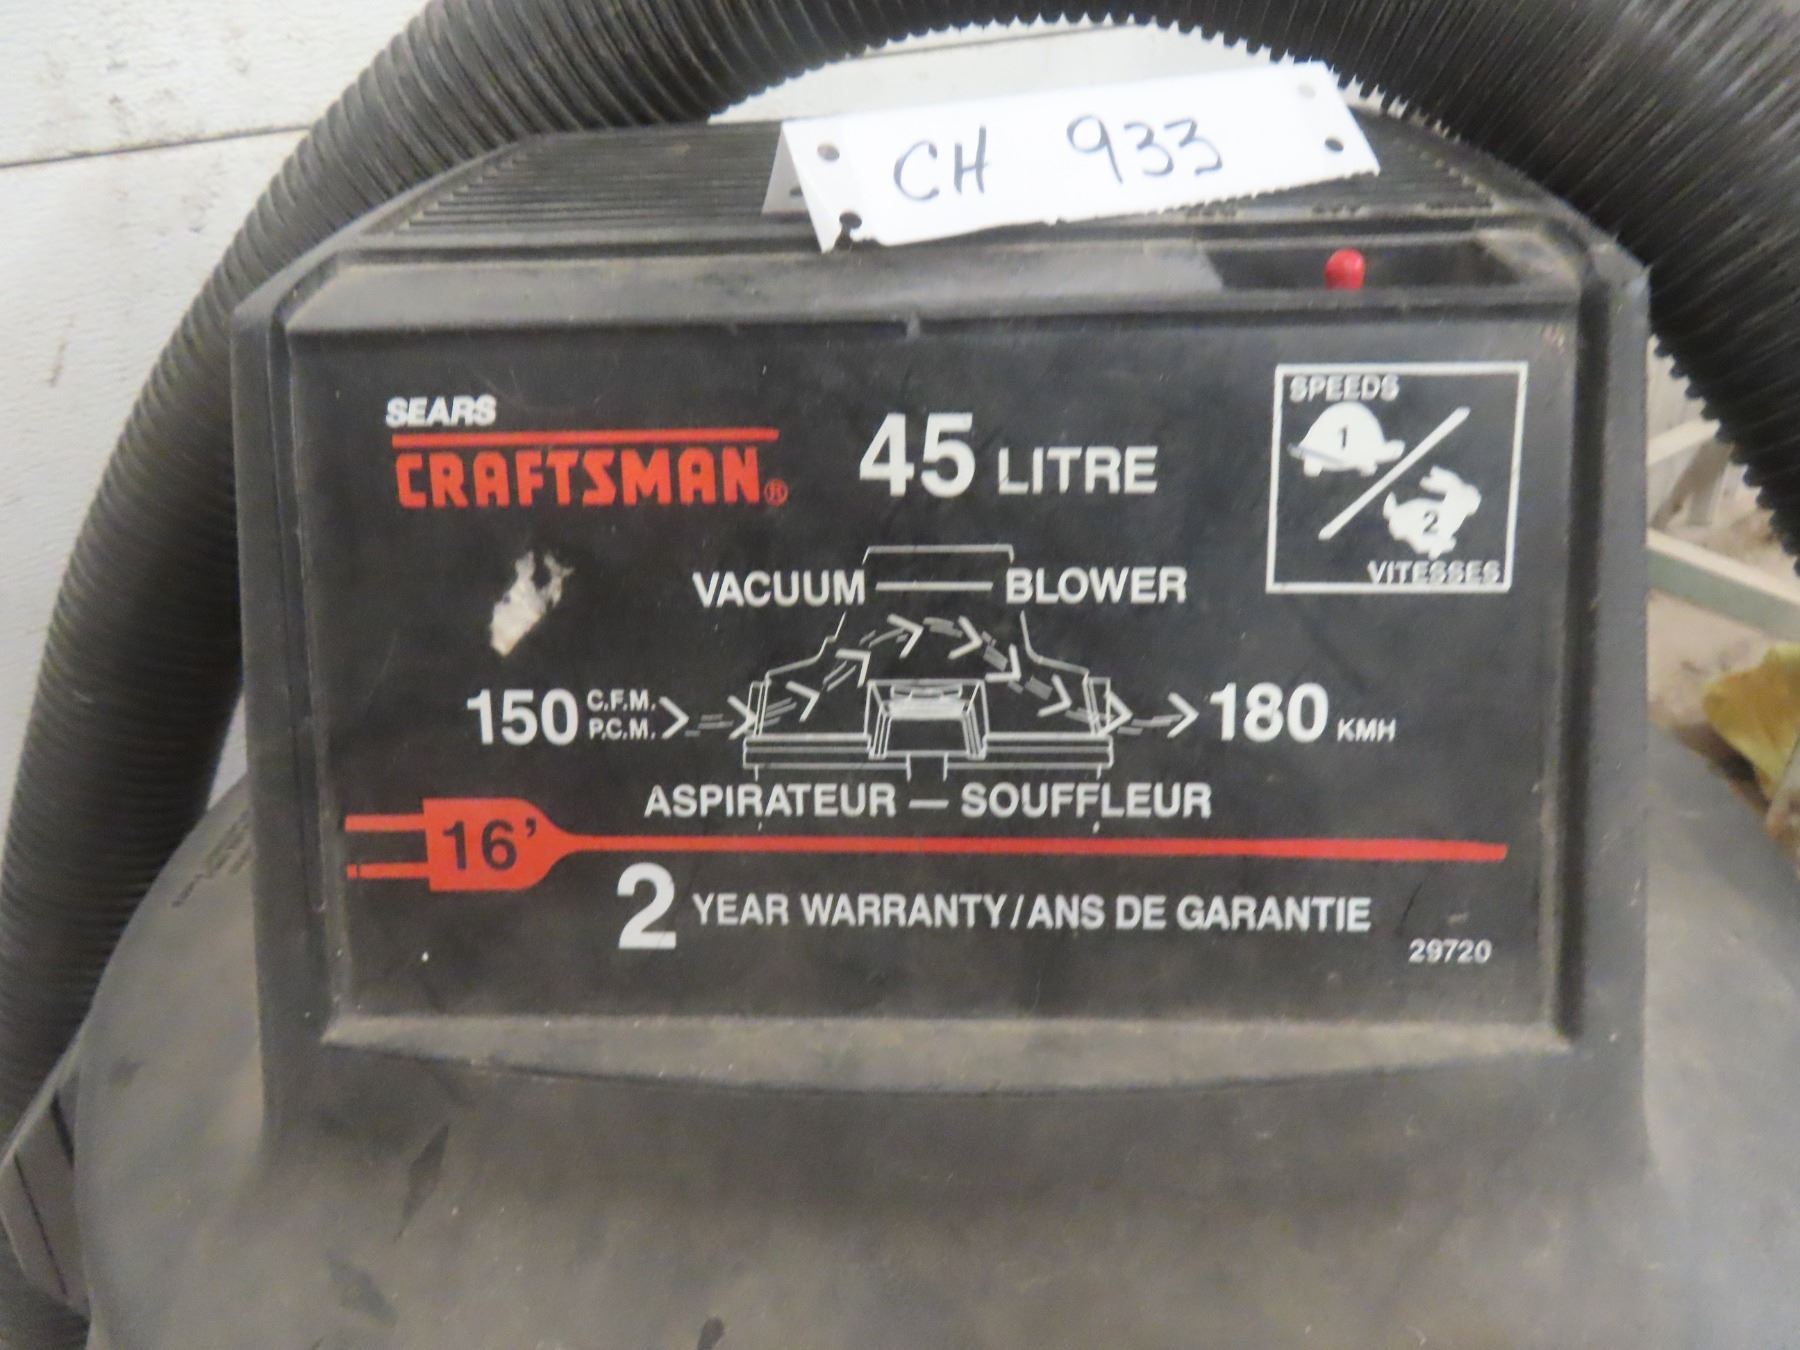 CH 933
SEARS
CRAFTSMAN®
45 LITRE
SPEEDS
1
2
VITESSES
VACUUM — BLOWER
150 C.F.M.
P.C.M.
180 KMH
ASPIRATEUR — SOUFFLEUR
16'
2 YEAR WARRANTY/ANS DE GARANTIE
29720